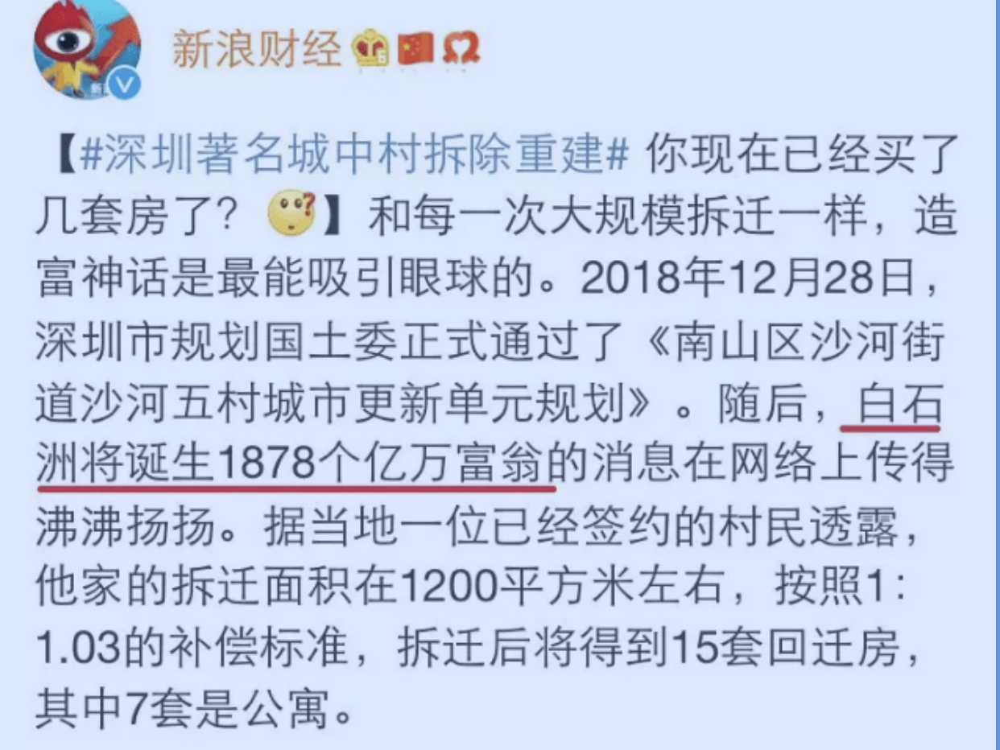 新浪财经
【#深圳著名城中村拆除重建# 你现在已经买了
几套房了？ 】和每一次大规模拆迁一样，造
富神话是最能吸引眼球的。2018年12月28日，
深圳市规划国土委正式通过了《南山区沙河街
道沙河五村城市更新单元规划》。随后，白石
洲将诞生1878个亿万富翁的消息在网络上传得
沸沸扬扬。据当地一位已经签约的村民透露，
他家的拆迁面积在1200平方米左右，按照1：
1.03的补偿标准，拆迁后将得到15套回迁房，
其中7套是公寓。